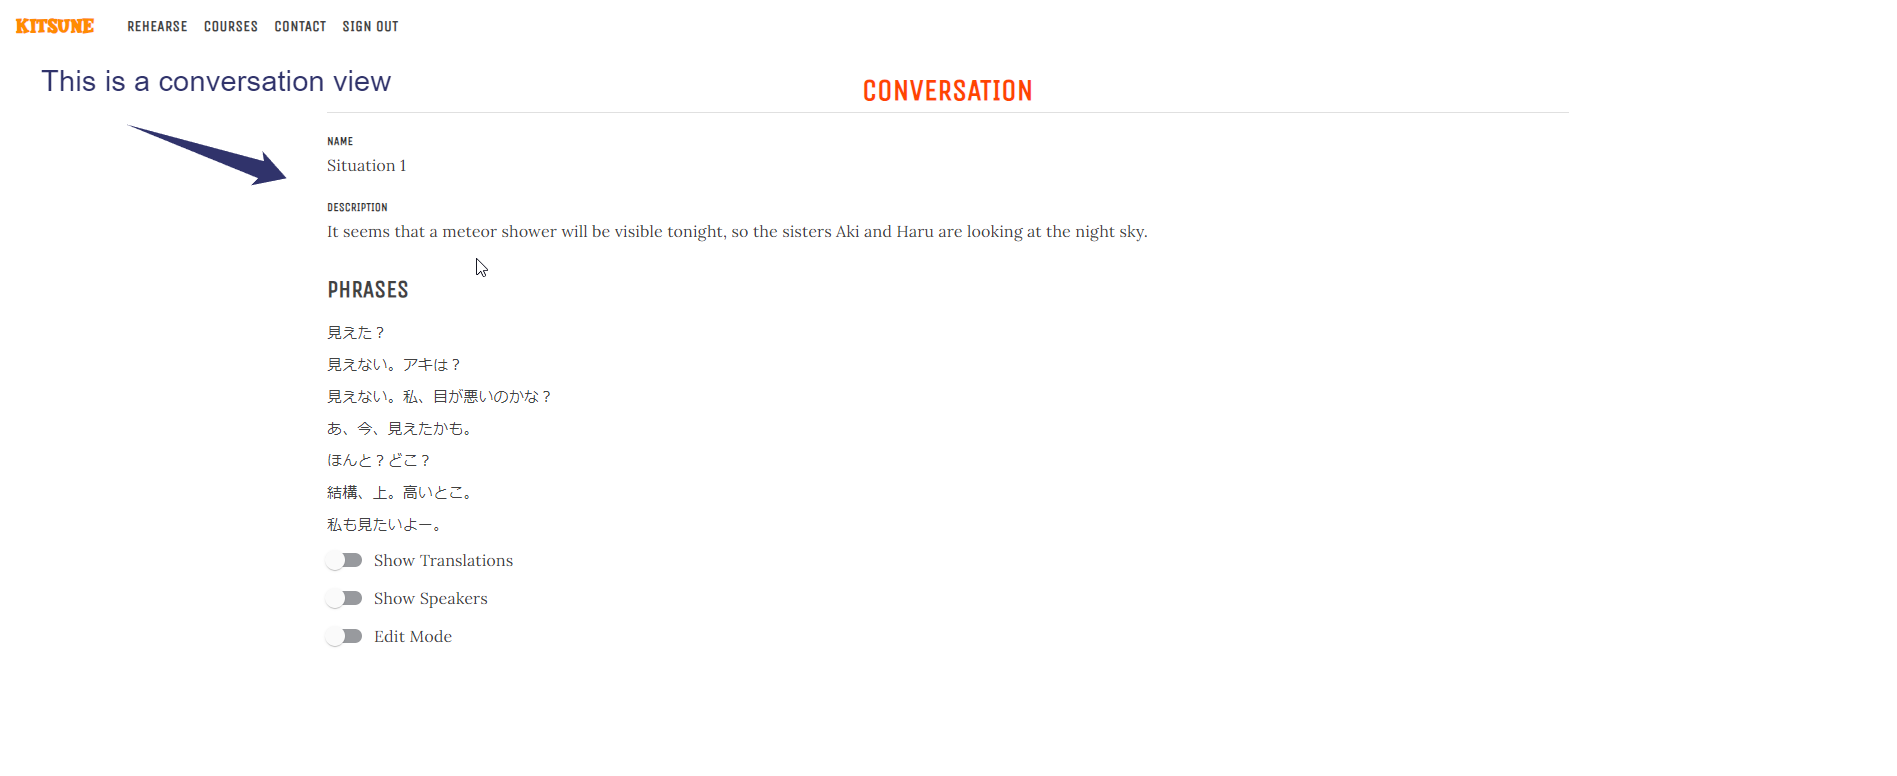 KITSUNE REHEARSE COURSES CONTACT SIGN OUT
This is a conversation view
CONVERSATION
NAME
Situation 1
DESCRIPTION
It seems that a meteor shower will be visible tonight, so the sisters Aki and Haru are looking at the night sky.
PHRASES
見えた？
見えない。アキは？
見えない。私、目が悪いのかな？
あ、今、見えたかも。
ほんと？どこ？
結構、上。高いとこ。
私も見たいよー。
Show Translations
Show Speakers
Edit Mode